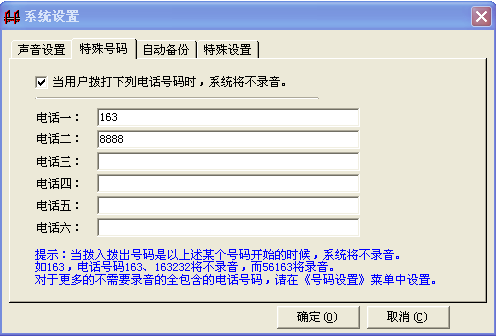 系统设置
声音设置 特殊号码 自动备份 特殊设置
当用户拨打下列电话号码时，系统将不录音。
电话一： 163
电话二： 8888
电话三：
电话四：
电话五：
电话六：
提示：当拨入拨出号码是以上述某个号码开始的时候，系统将不录音。
如163，电话号码163、163232将不录音，而56163将录音。
对于更多的不需要录音的全包含的电话号码，请在《号码设置》菜单中设置。
确定(O) 取消(C)